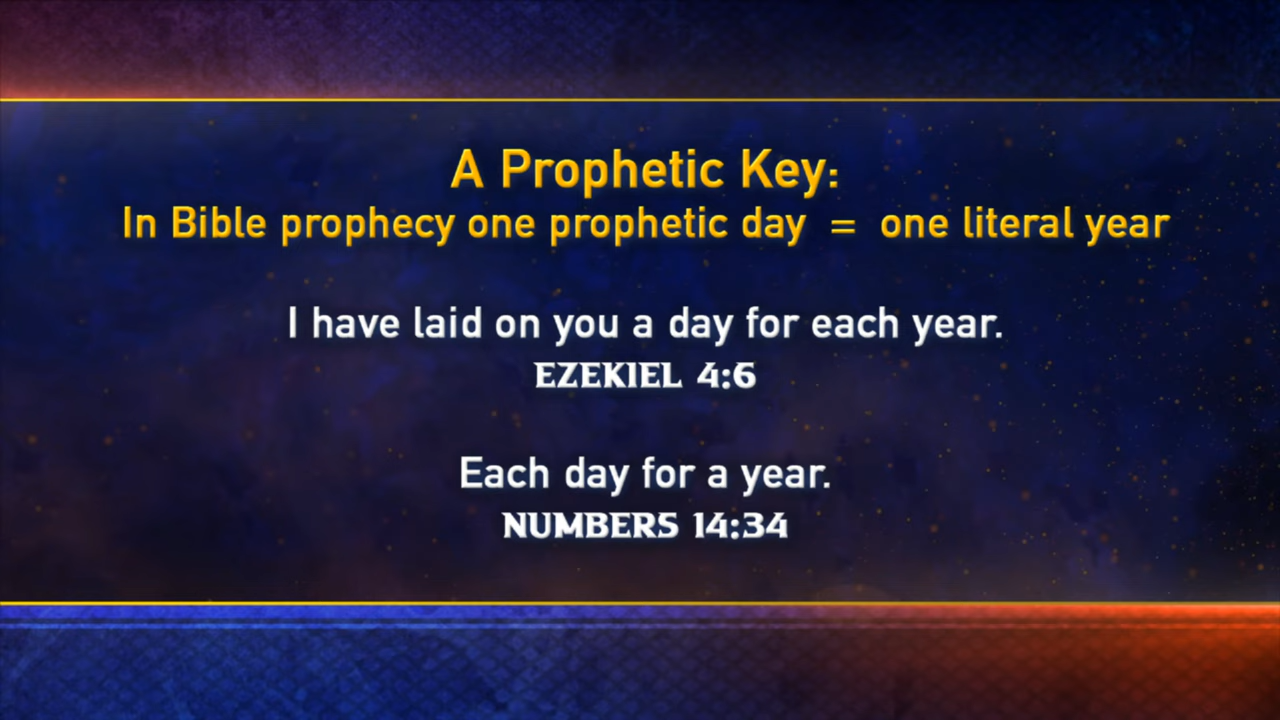 A Prophetic Key:
In Bible prophecy one prophetic day = one literal year
I have laid on you a day for each year.
EZEKIEL 4:6
Each day for a year.
NUMBERS 14:34